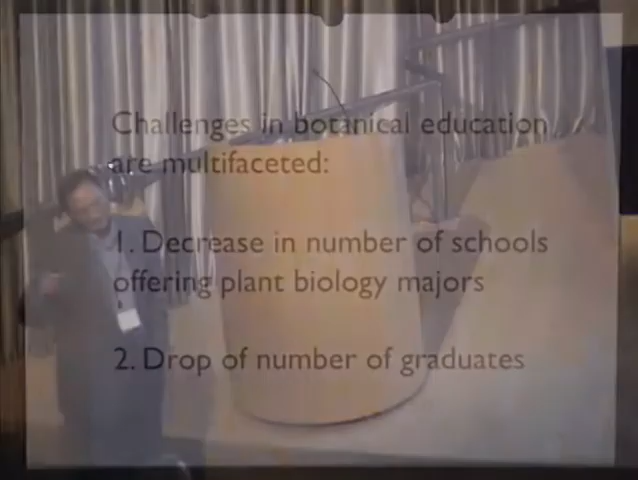 Challenges in botanical education
are multifaceted:
1. Decrease in number of schools
offering plant biology majors
2. Drop of number of graduates